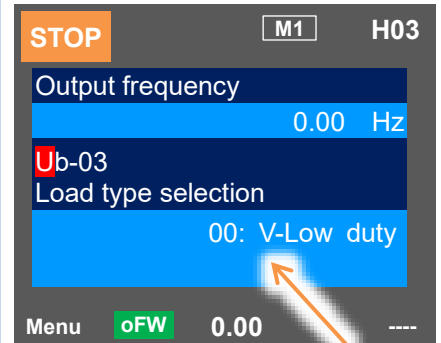 STOP M1 H03
Output frequency
0.00 Hz
Ub-03
Load type selection
00: V-Low duty
Menu oFW 0.00 ----